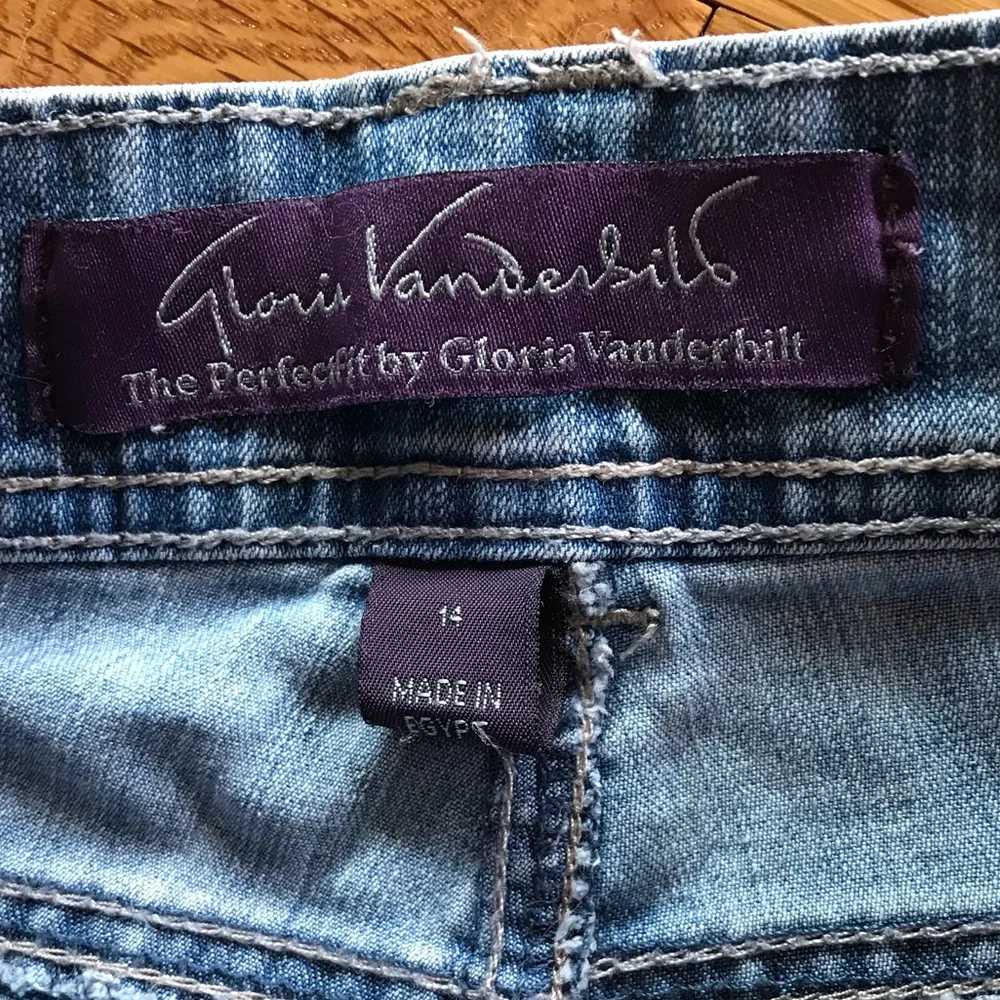 Gloria Vanderbilt
The Perfectfit by Gloria Vanderbilt
14
MADE IN
EGYPT